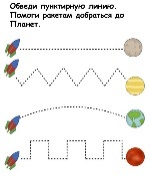 Обведи пунктирную линию.
Помоги ракетам добраться до
Планет.